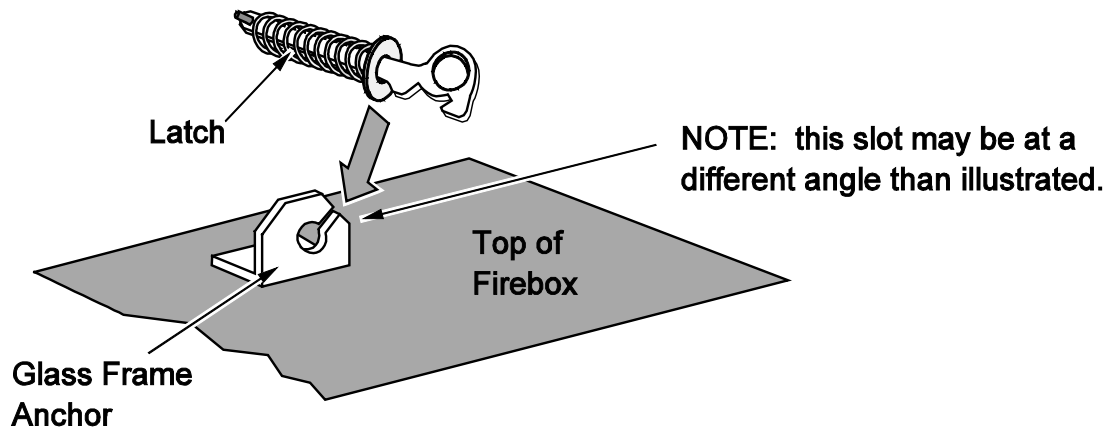 Latch
NOTE:  this slot may be at a
different angle than illustrated.
Top of
Firebox
Glass Frame
Anchor